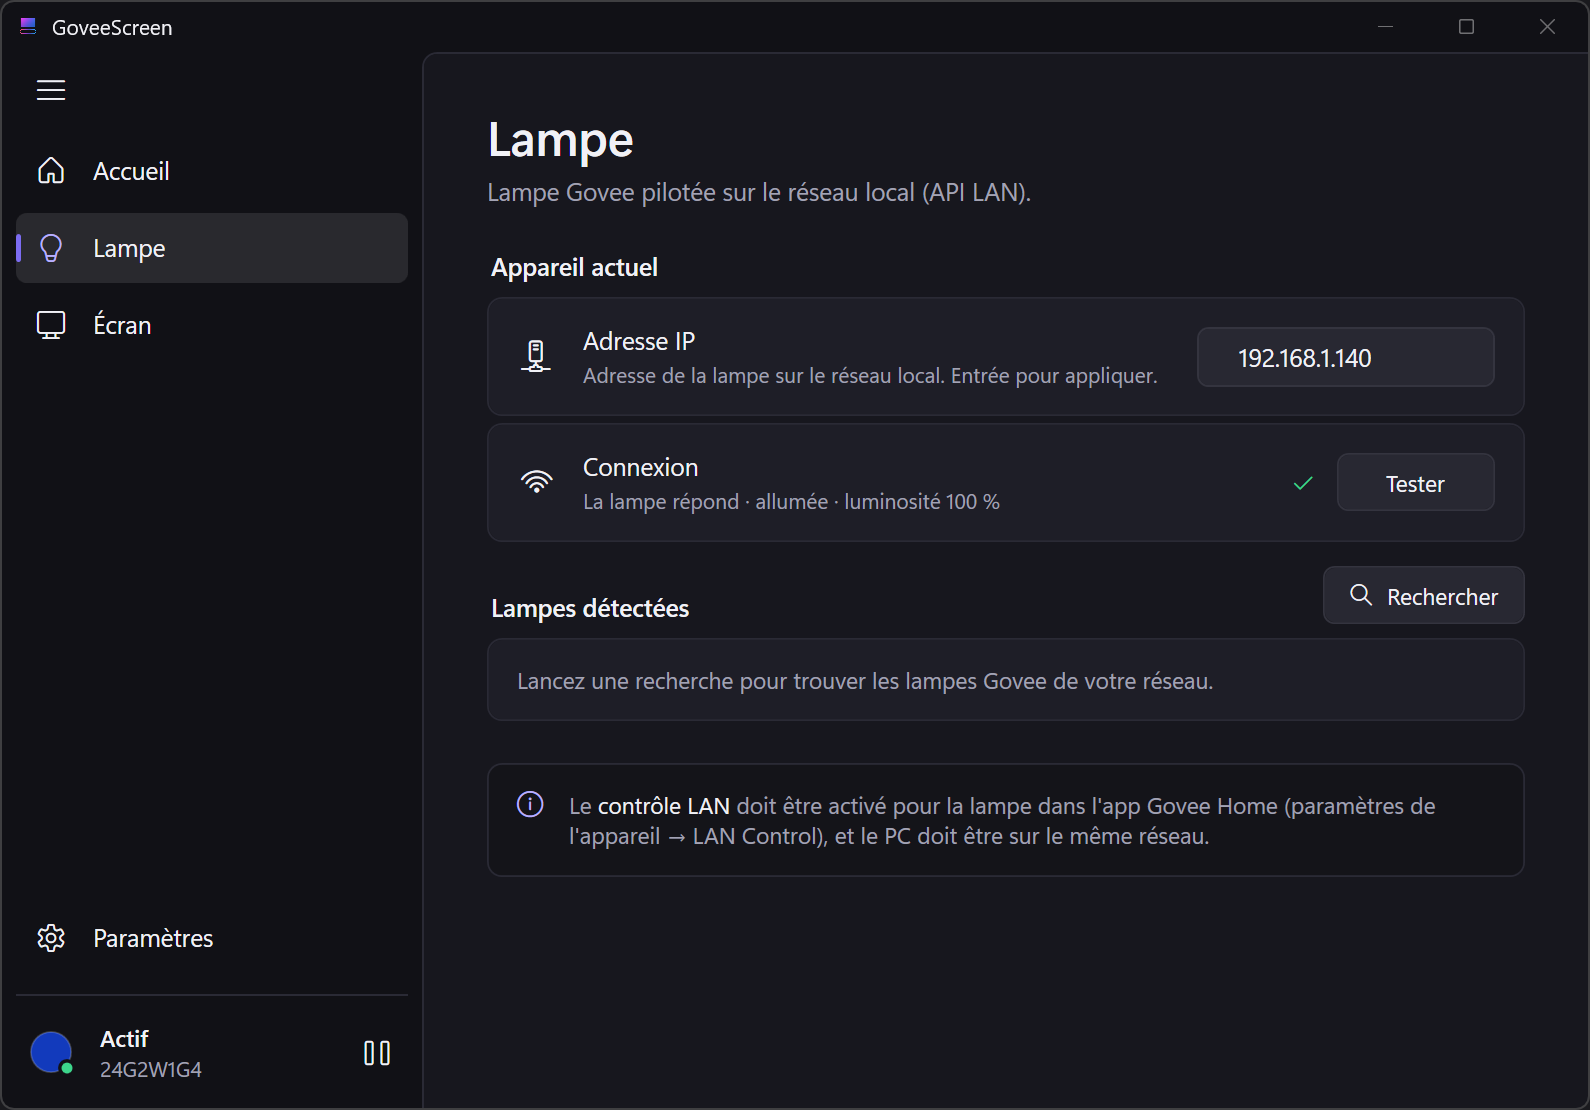 GoveeScreen
Accueil
Lampe
Écran
Paramètres
Actif
24G2W1G4
Lampe
Lampe Govee pilotée sur le réseau local (API LAN).
Appareil actuel
Adresse IP
Adresse de la lampe sur le réseau local. Entrée pour appliquer.
192.168.1.140
Connexion
La lampe répond · allumée · luminosité 100 %
Tester
Lampes détectées
Rechercher
Lancez une recherche pour trouver les lampes Govee de votre réseau.
Le contrôle LAN doit être activé pour la lampe dans l'app Govee Home (paramètres de
l'appareil → LAN Control), et le PC doit être sur le même réseau.